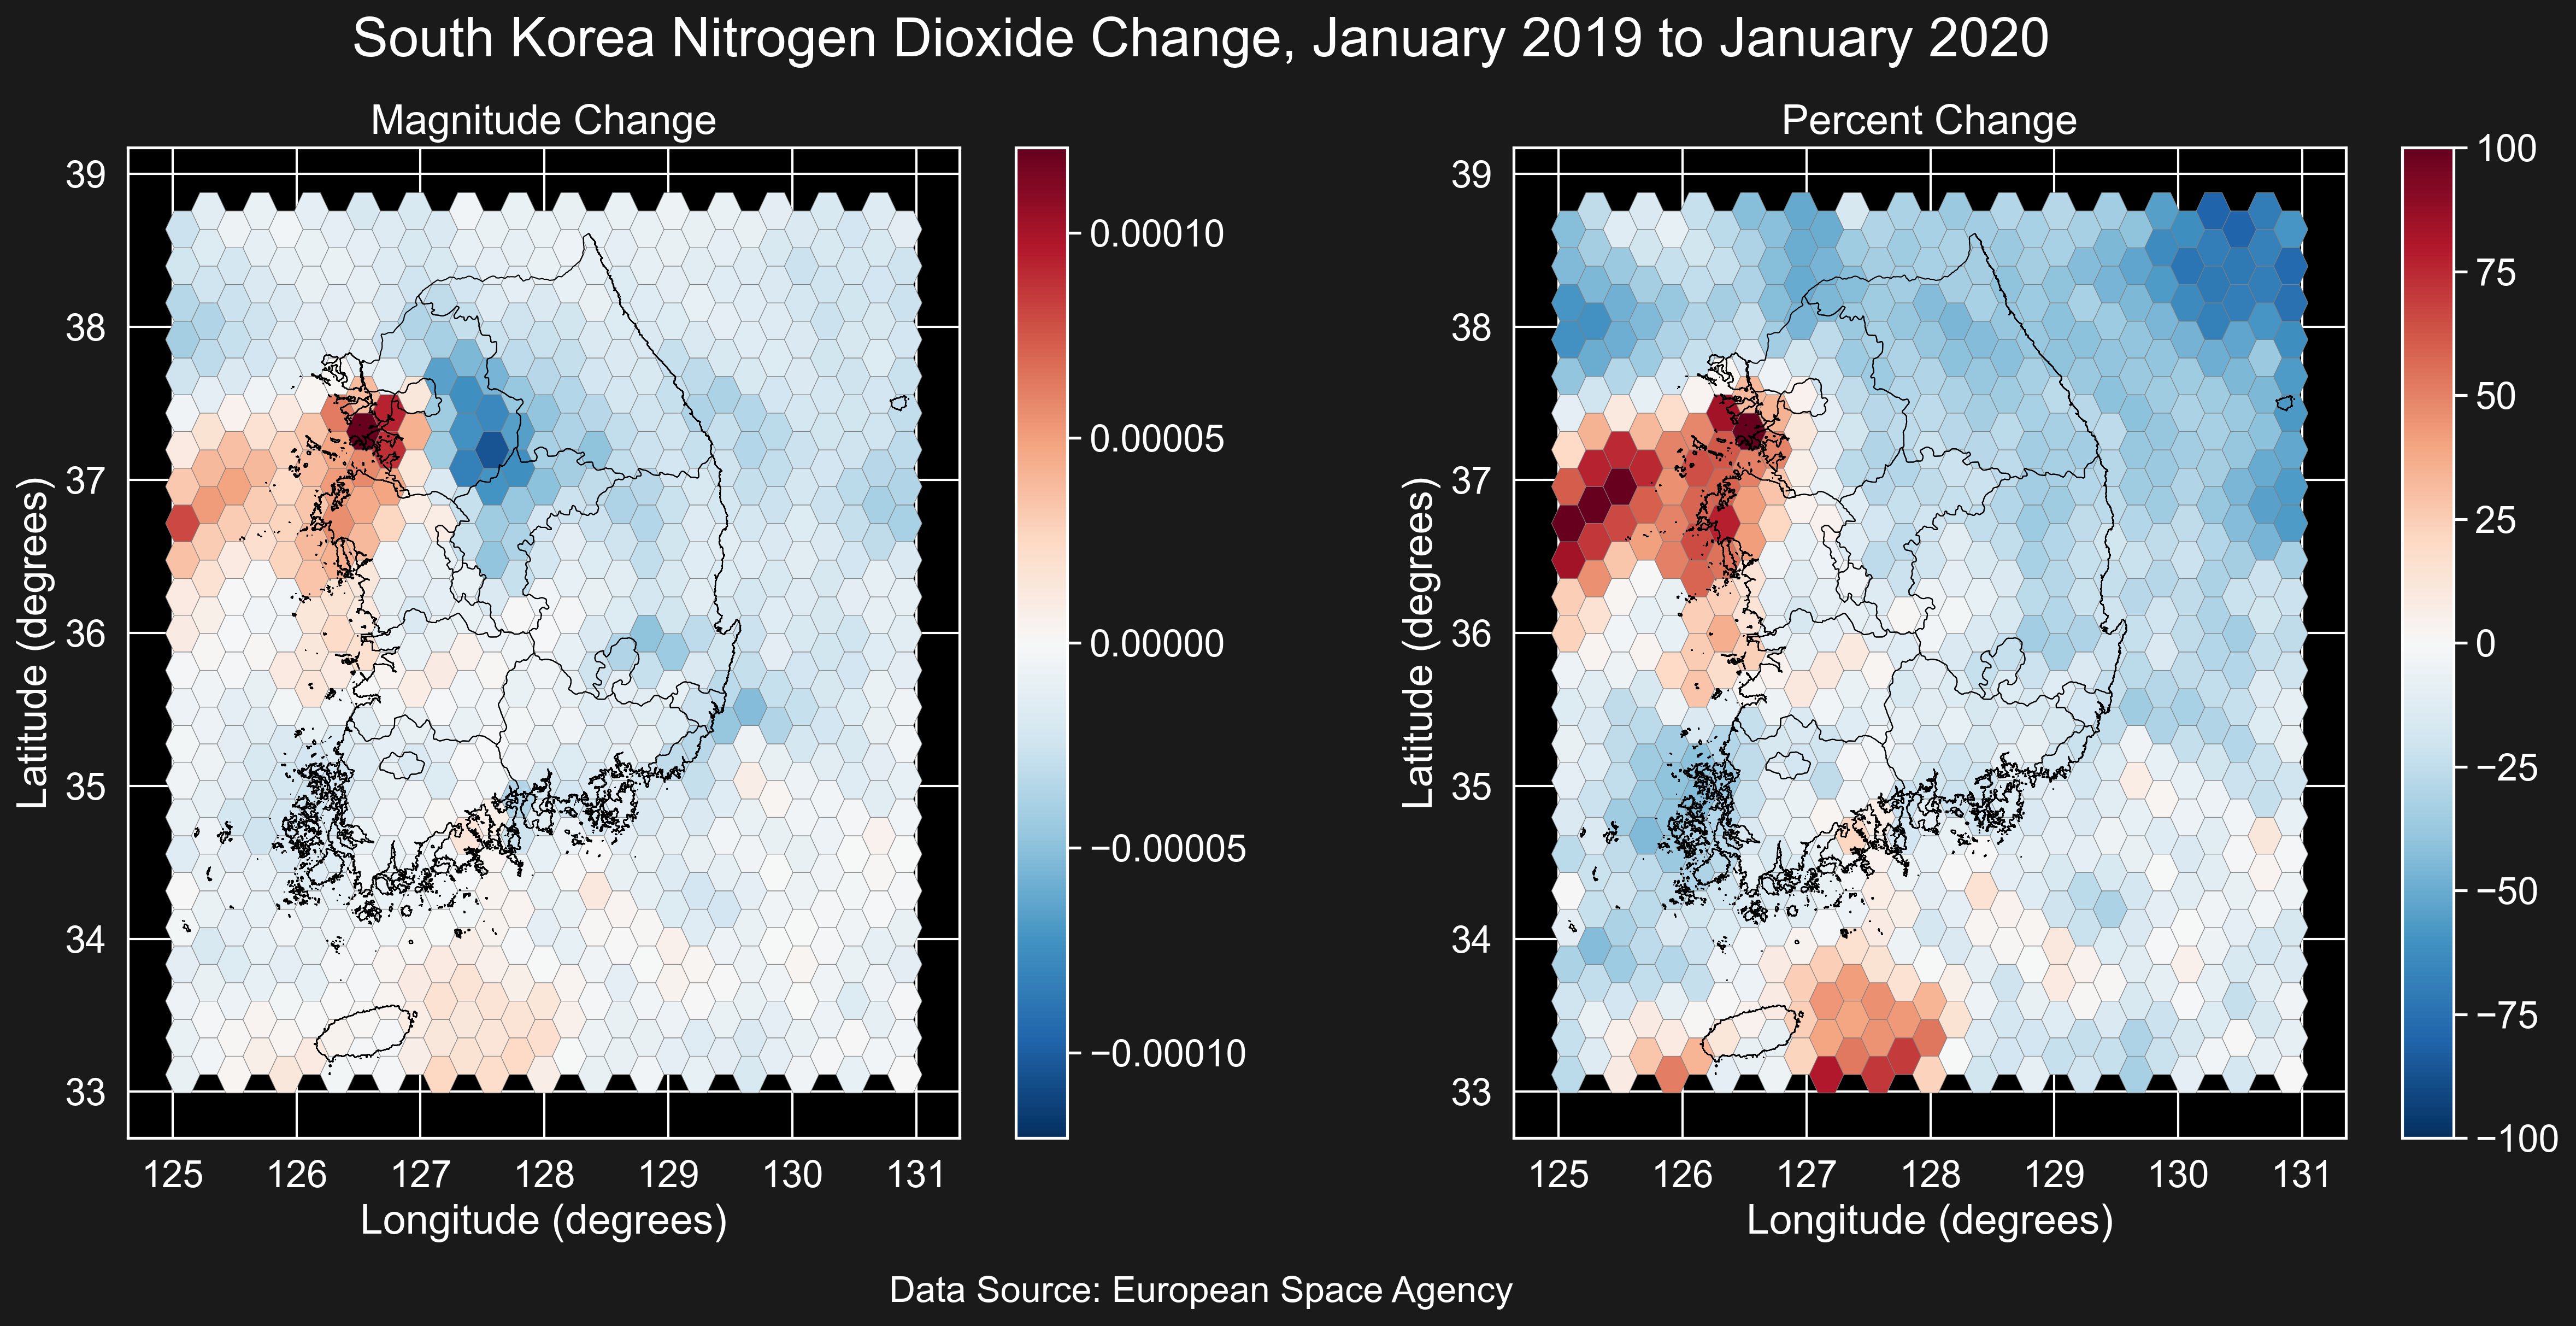 South Korea Nitrogen Dioxide Change, January 2019 to January 2020
Magnitude Change
39
38
37
36
35
34
33
Latitude (degrees)
125 126 127 128 129 130 131
Longitude (degrees)
0.00010
0.00005
0.00000
−0.00005
−0.00010
Percent Change
39
38
37
36
35
34
33
Latitude (degrees)
125 126 127 128 129 130 131
Longitude (degrees)
100
75
50
25
0
−25
−50
−75
−100
Data Source: European Space Agency